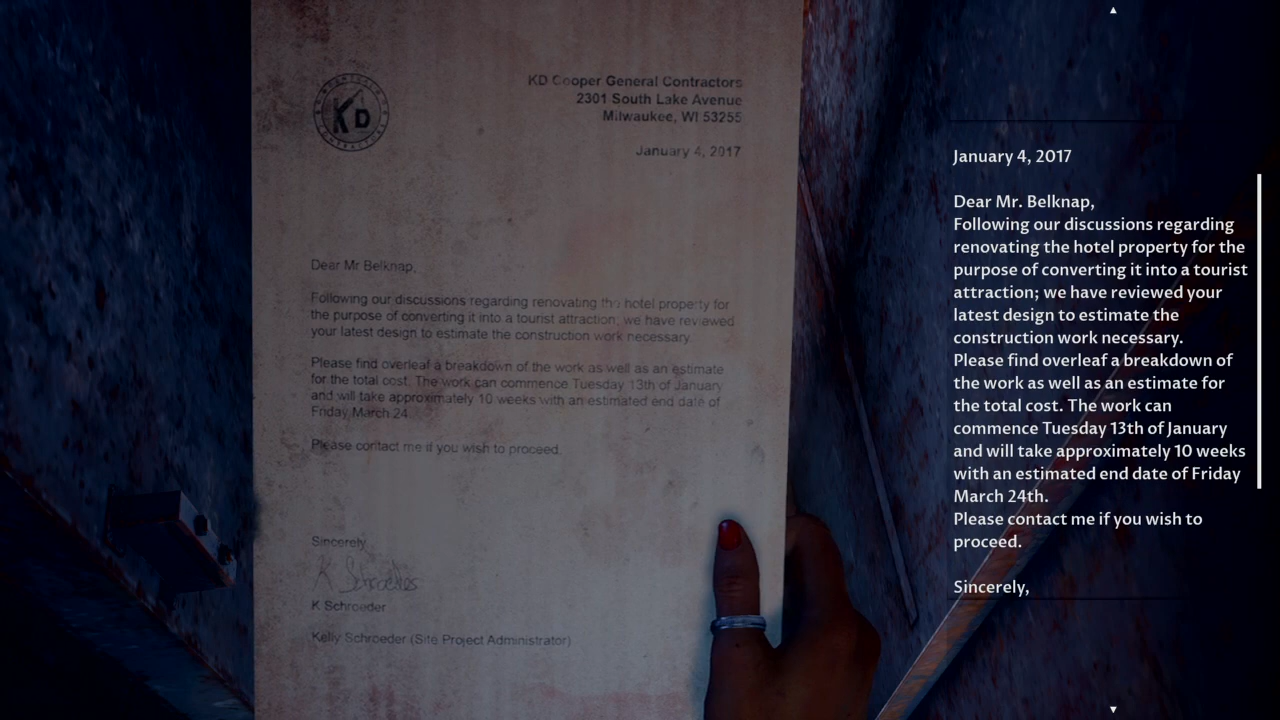 KD
KD Cooper General Contractors
2301 South Lake Avenue
Milwaukee, WI 53255
January 4, 2017
Dear Mr Belknap,
Following our discussions regarding renovating the hotel property for
the purpose of converting it into a tourist attraction; we have reviewed
your latest design to estimate the construction work necessary.
Please find overleaf a breakdown of the work as well as an estimate
for the total cost. The work can commence Tuesday 13th of January
and will take approximately 10 weeks with an estimated end date of
Friday March 24
Please contact me if you wish to proceed.
Sincerely
K Schroeder
K Schroeder
Kelly Schroeder (Site Project Administrator)
January 4, 2017
Dear Mr. Belknap,
Following our discussions regarding
renovating the hotel property for the
purpose of converting it into a tourist
attraction; we have reviewed your
latest design to estimate the
construction work necessary.
Please find overleaf a breakdown of
the work as well as an estimate for
the total cost. The work can
commence Tuesday 13th of January
and will take approximately 10 weeks
with an estimated end date of Friday
March 24th.
Please contact me if you wish to
proceed.
Sincerely,